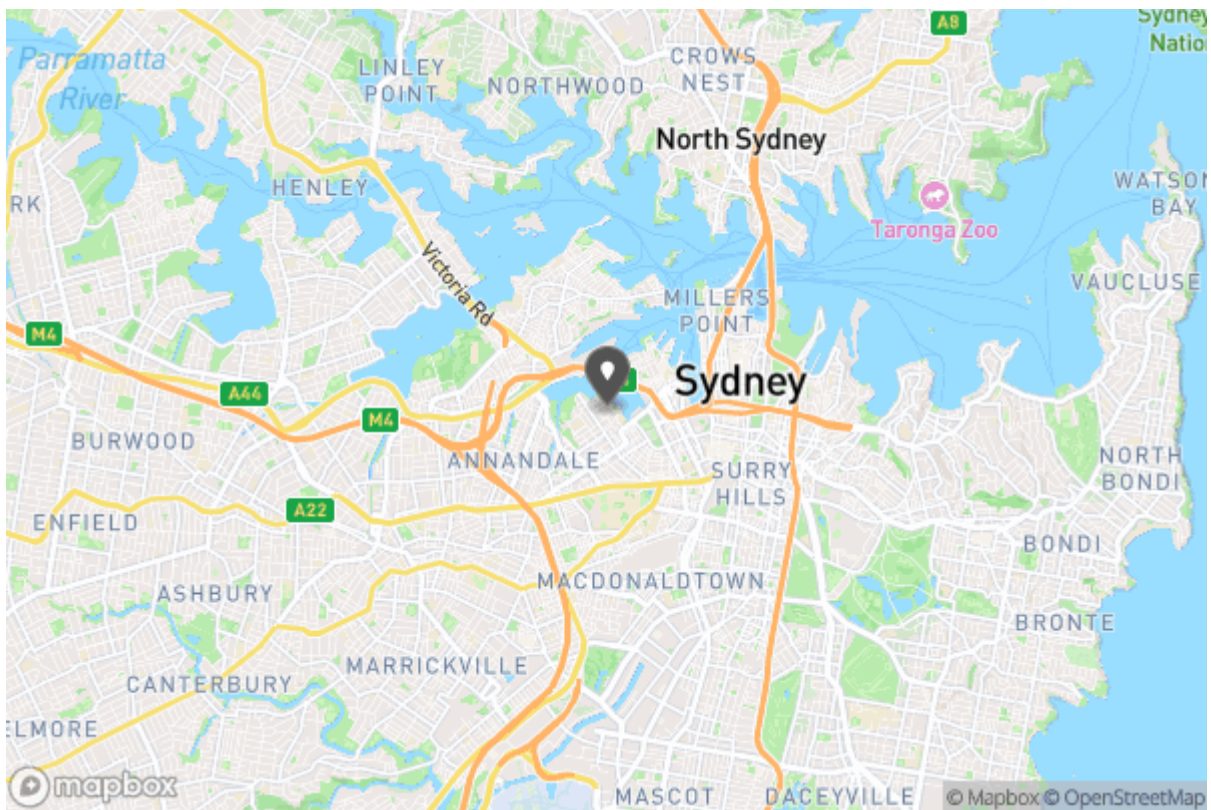 Sydney
Nation
A8
Parramatta
River
LINLEY
POINT
NORTHWOOD
CROWS
NEST
North Sydney
HENLEY
RK
WATSON
BAY
Taronga Zoo
Victoria Rd
VAUCLUSE
MILLERS
POINT
M4
A44
M4
Sydney
BURWOOD
ANNANDALE
SURRY
HILLS
NORTH
BONDI
A22
ENFIELD
BONDI
ASHBURY
MACDONALDTOWN
BRONTE
MARRICKVILLE
CANTERBURY
ELMORE
mapbox
MASCOT
DACEYVILLE
© Mapbox © OpenStreetMap